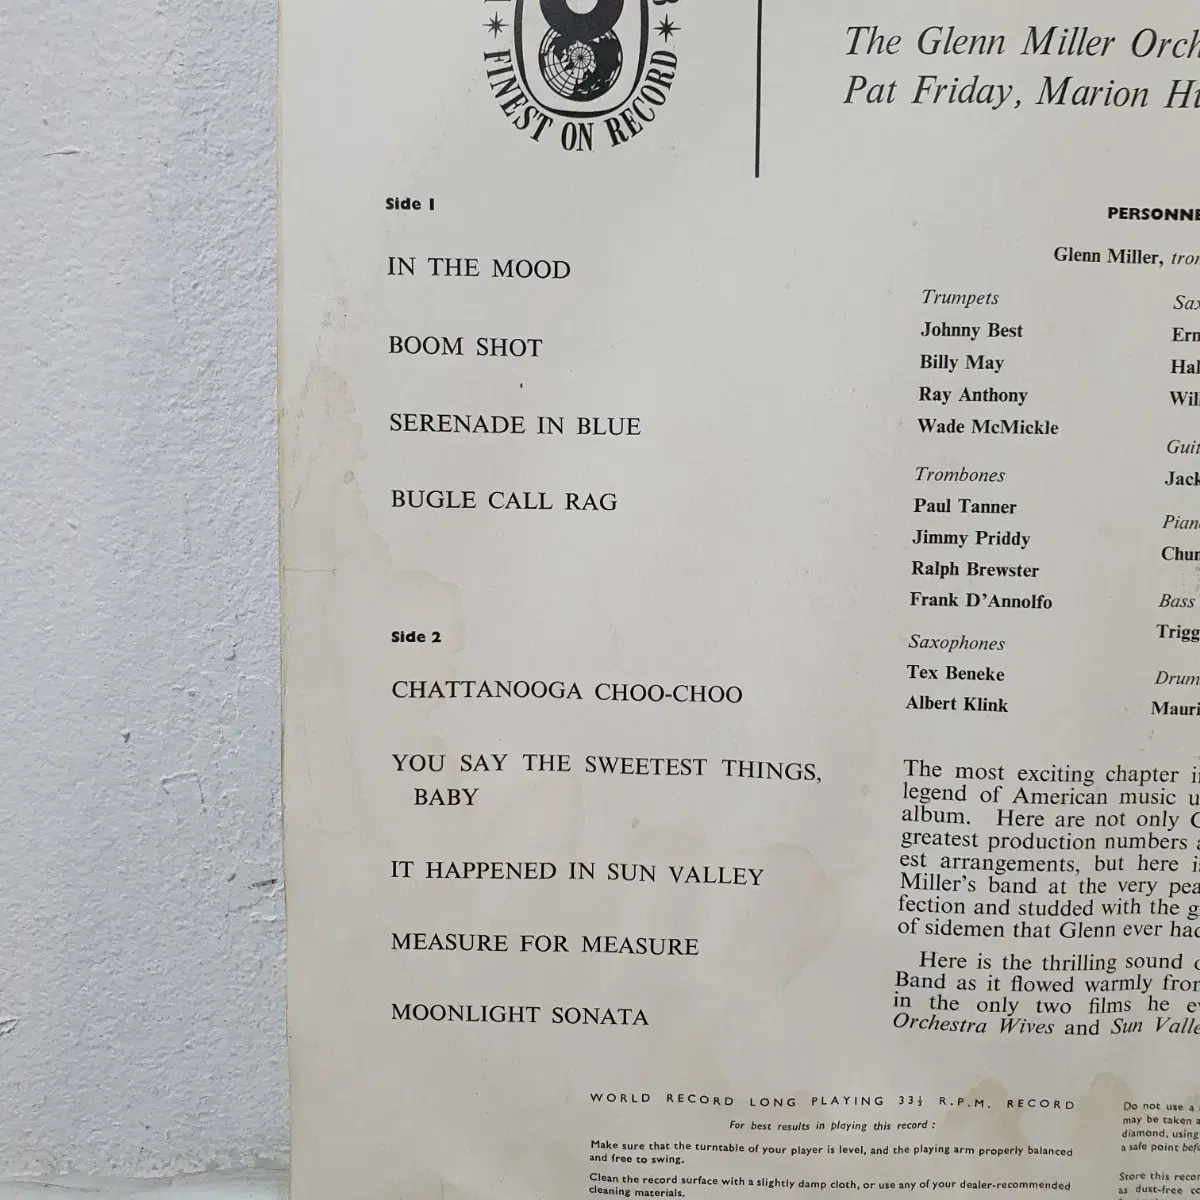 FINEST ON RECORD
The Glenn Miller
Pat Friday, Marion
Side 1
IN THE MOOD
BOOM SHOT
SERENADE IN BLUE
BUGLE CALL RAG
Side 2
CHATTANOOGA CHOO-CHOO
YOU SAY THE SWEETEST THINGS,
BABY
IT HAPPENED IN SUN VALLEY
MEASURE FOR MEASURE
MOONLIGHT SONATA
Glenn Miller,
Trumpets
Johnny Best
Billy May
Ray Anthony
Wade McMickle
Trombones
Paul Tanner
Jimmy Priddy
Ralph Brewster
Frank D'Annolfo
Saxophones
Tex Beneke
Albert Klink
Jack
Bass
The most exciting chapter
legend of American music
album. Here are not only
greatest production numbers
est arrangements, but here
Miller's band at the very
fection and studded with the
of sidemen that Glenn ever
Here is the thrilling sound
Band as it flowed warmly
in the only two films he
Orchestra Wives and Sun
WORLD RECORD LONG PLAYING 33⅓ R.P.M. RECORD
For best results in playing this record :
Make sure that the turntable of your player is level, and the playing arm properly balanced
and free to swing.
Clean the record surface with a slightly damp cloth, or use any of your dealer-recommended
cleaning materials.
Do not use a
may be taken
diamond, using
a safe point
Store this
as dust-free